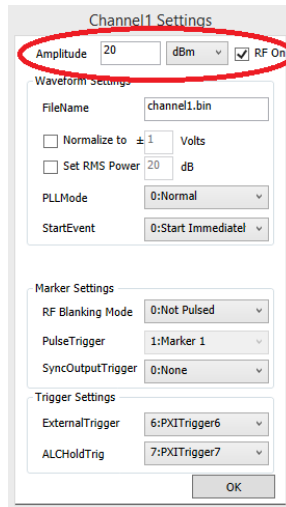 Channel1 Settings
Amplitude 20 dBm RF On
Waveform Settings
FileName channel1.bin
Normalize to ± 1 Volts
Set RMS Power 20 dB
PLLMode 0:Normal
StartEvent 0:Start Immediatel
Marker Settings
RF Blanking Mode 0:Not Pulsed
PulseTrigger 1:Marker 1
SyncOutputTrigger 0:None
Trigger Settings
ExternalTrigger 6:PXITrigger6
ALCHoldTrig 7:PXITrigger7
OK